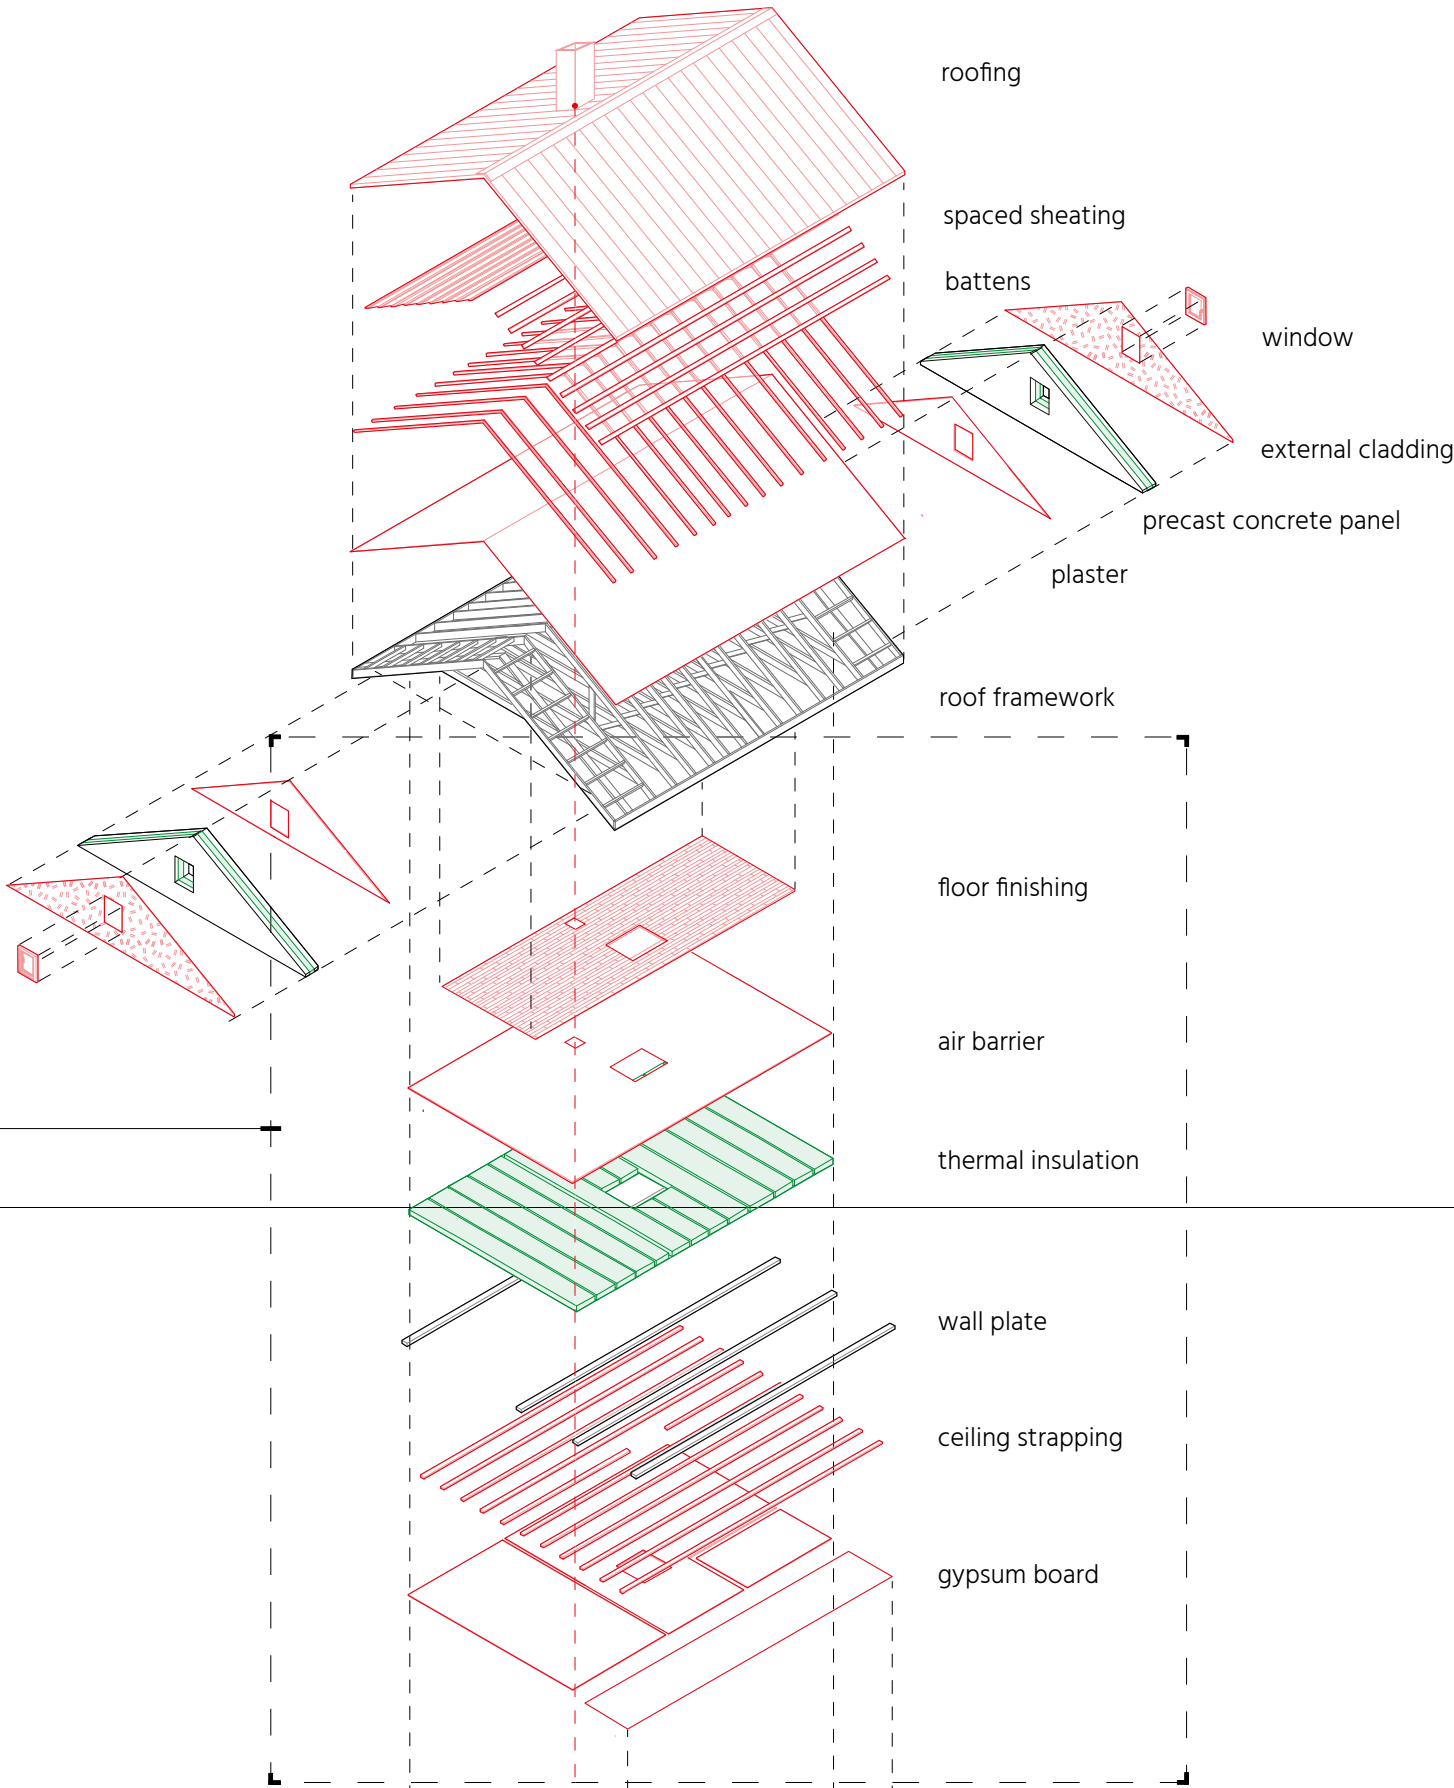 roofing
spaced sheating
battens
window
external cladding
precast concrete panel
plaster
roof framework
floor finishing
air barrier
thermal insulation
wall plate
ceiling strapping
gypsum board